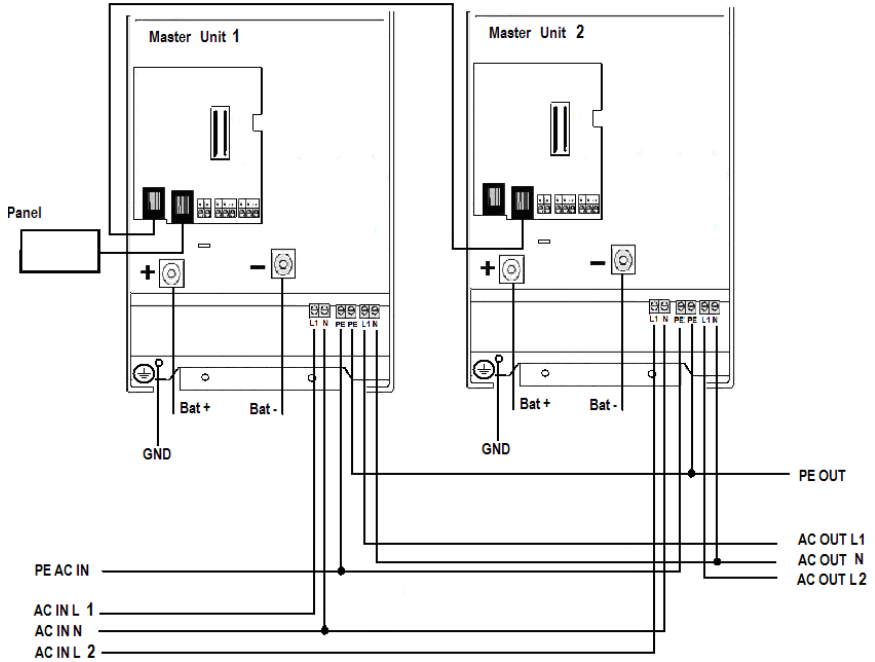 Master Unit 1
Master Unit 2
Panel
+
−
+
−
L1 N PE PE L1 N
L1 N PE PE L1 N
Bat +
Bat -
GND
Bat +
Bat -
GND
PE OUT
AC OUT L1
AC OUT N
AC OUT L2
PE AC IN
AC IN L 1
AC IN N
AC IN L 2